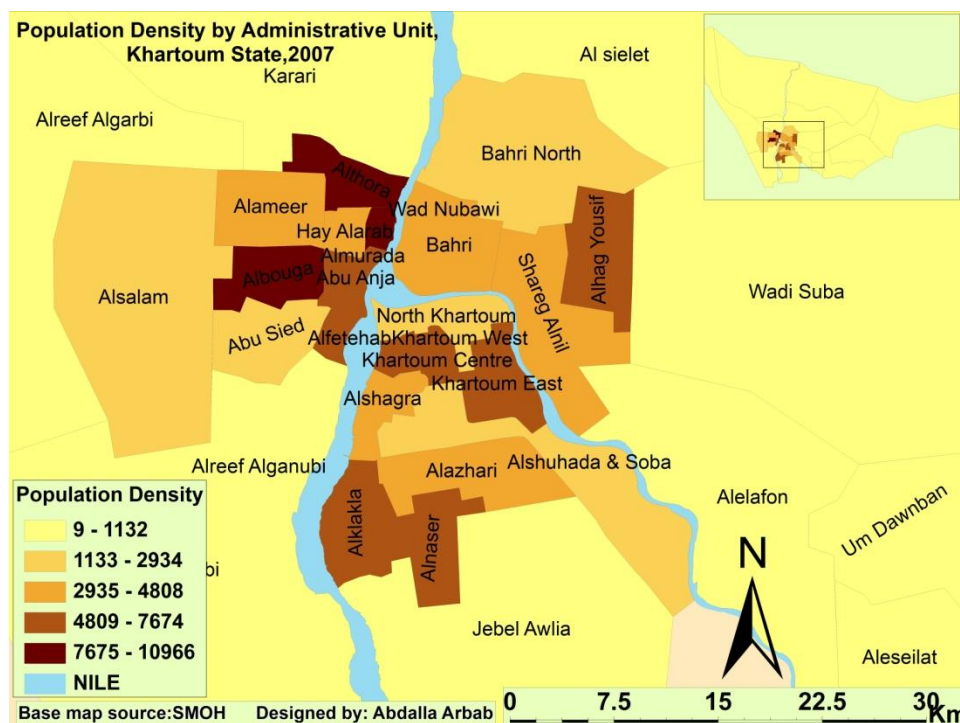 Population Density by Administrative Unit,
Khartoum State,2007
Karari
Al sielet
Alreef Algarbi
Bahri North
Althora
Alameer
Wad Nubawi
Hay Alarab
Bahri
Alhag Yousif
Almurada
Albouga
Abu Anja
Shareg Alnil
Alsalam
Wadi Suba
North Khartoum
Abu Sied
Alfetehab
Khartoum West
Khartoum Centre
Khartoum East
Alshagra
Alreef Alganubi
Alazhari
Alshuhada & Soba
Alelafon
Um Dawnban
Alklakla
Alnaser
N
Jebel Awlia
Aleseilat
bi
Population Density
9 - 1132
1133 - 2934
2935 - 4808
4809 - 7674
7675 - 10966
NILE
Base map source:SMOH Designed by: Abdalla Arbab
0 7.5 15 22.5 30 Km